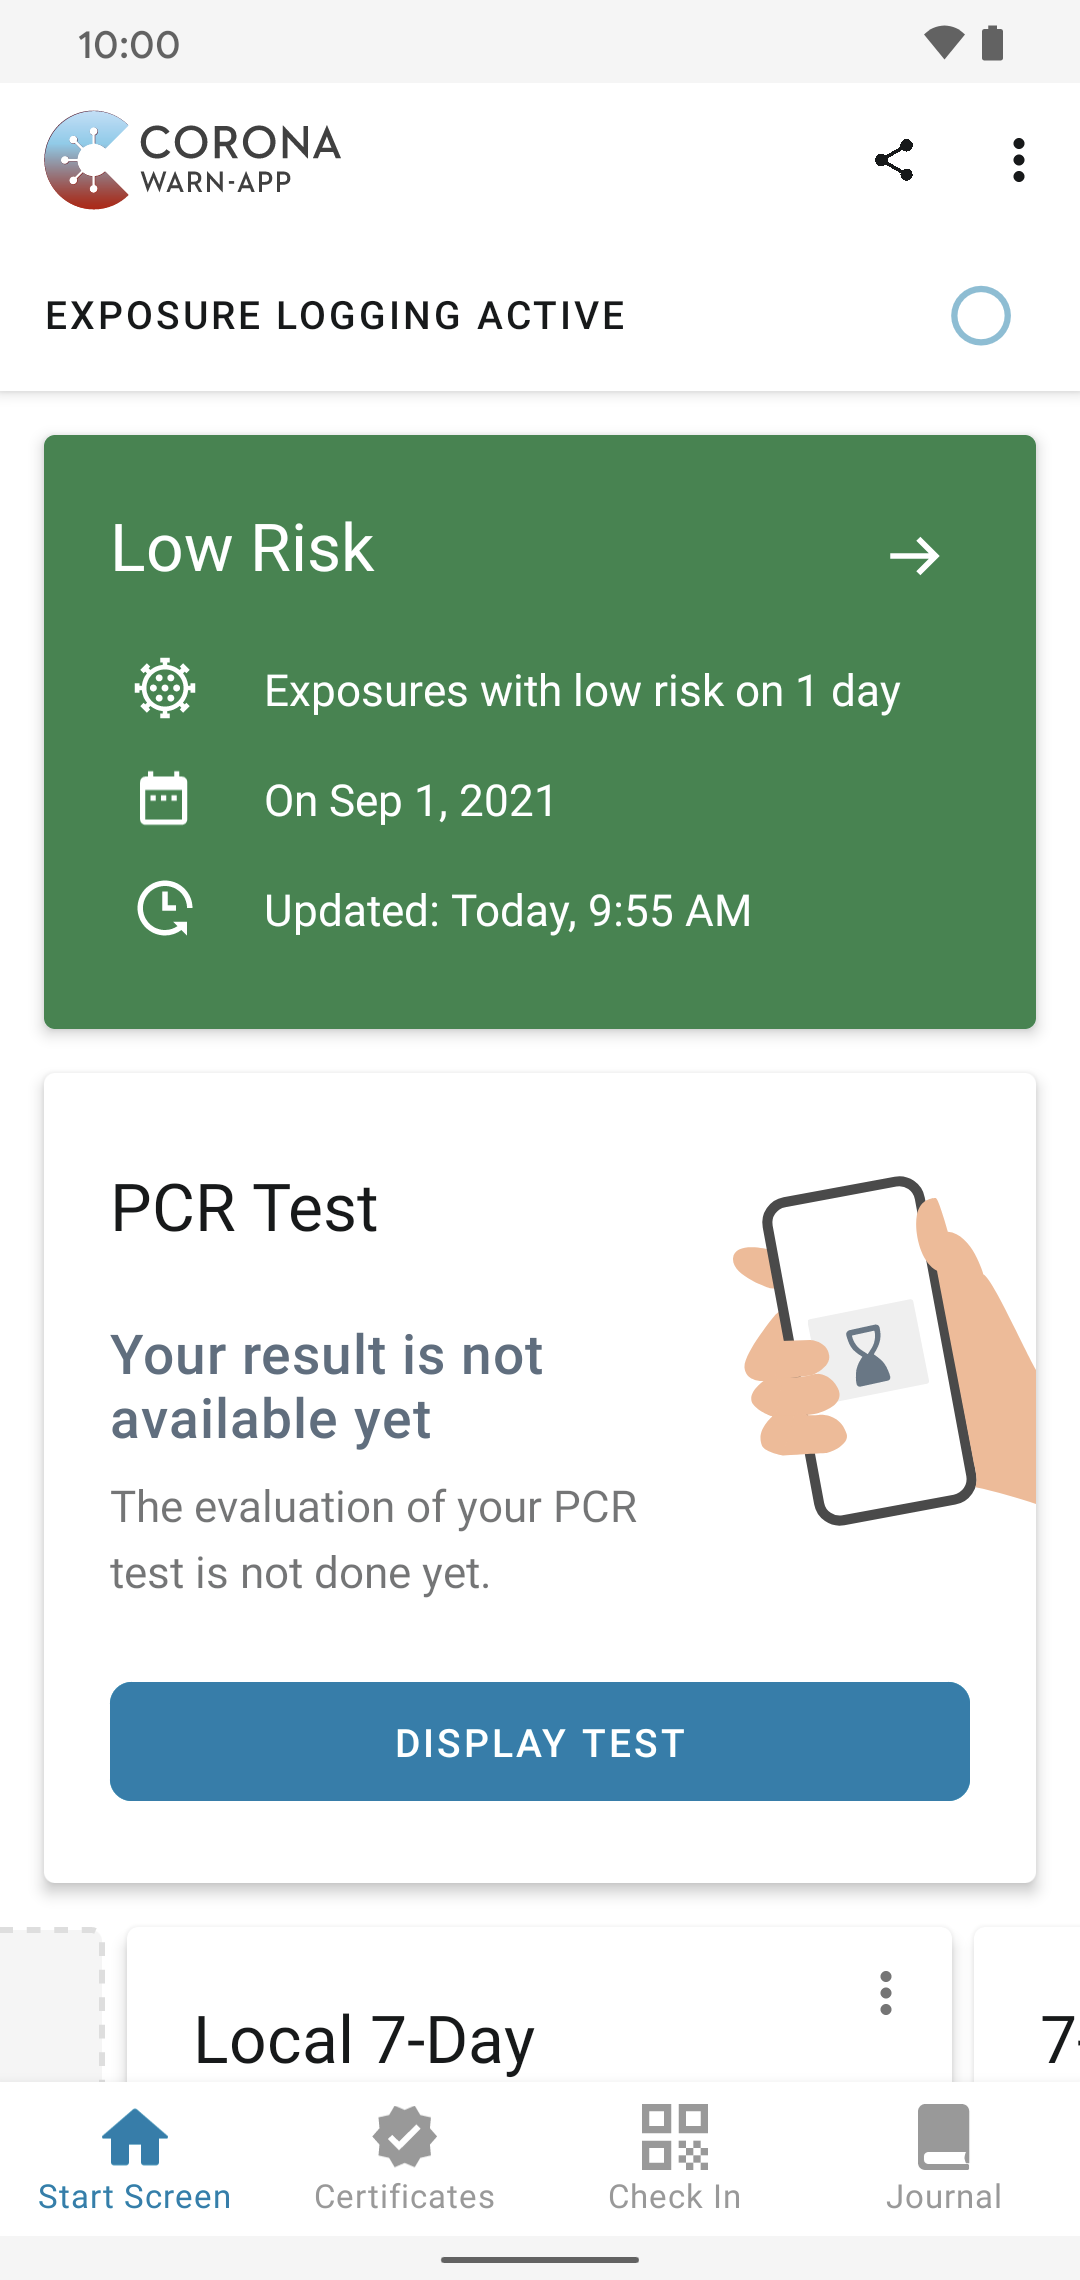 10:00
CORONA
WARN-APP
EXPOSURE LOGGING ACTIVE
Low Risk
Exposures with low risk on 1 day
On Sep 1, 2021
Updated: Today, 9:55 AM
PCR Test
Your result is not
available yet
The evaluation of your PCR
test is not done yet.
DISPLAY TEST
Local 7-Day
7-
Start Screen
Certificates
Check In
Journal